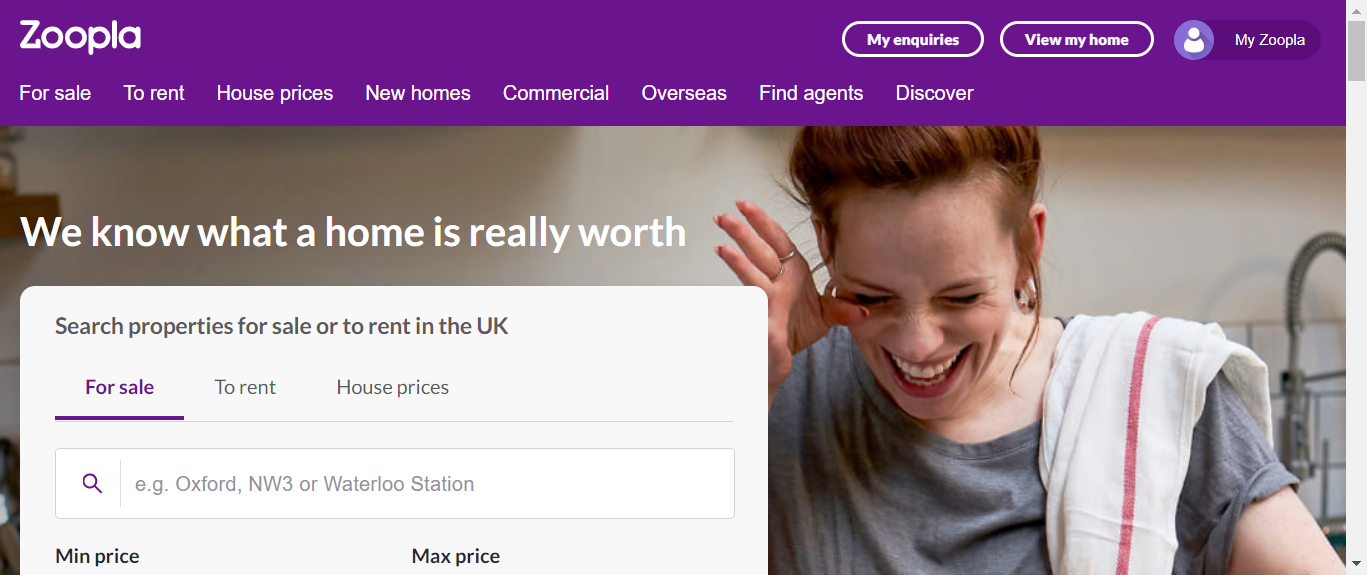 Zoopla
My enquiries
View my home
My Zoopla
For sale To rent House prices New homes Commercial Overseas Find agents Discover
We know what a home is really worth
Search properties for sale or to rent in the UK
For sale To rent House prices
e.g. Oxford, NW3 or Waterloo Station
Min price Max price